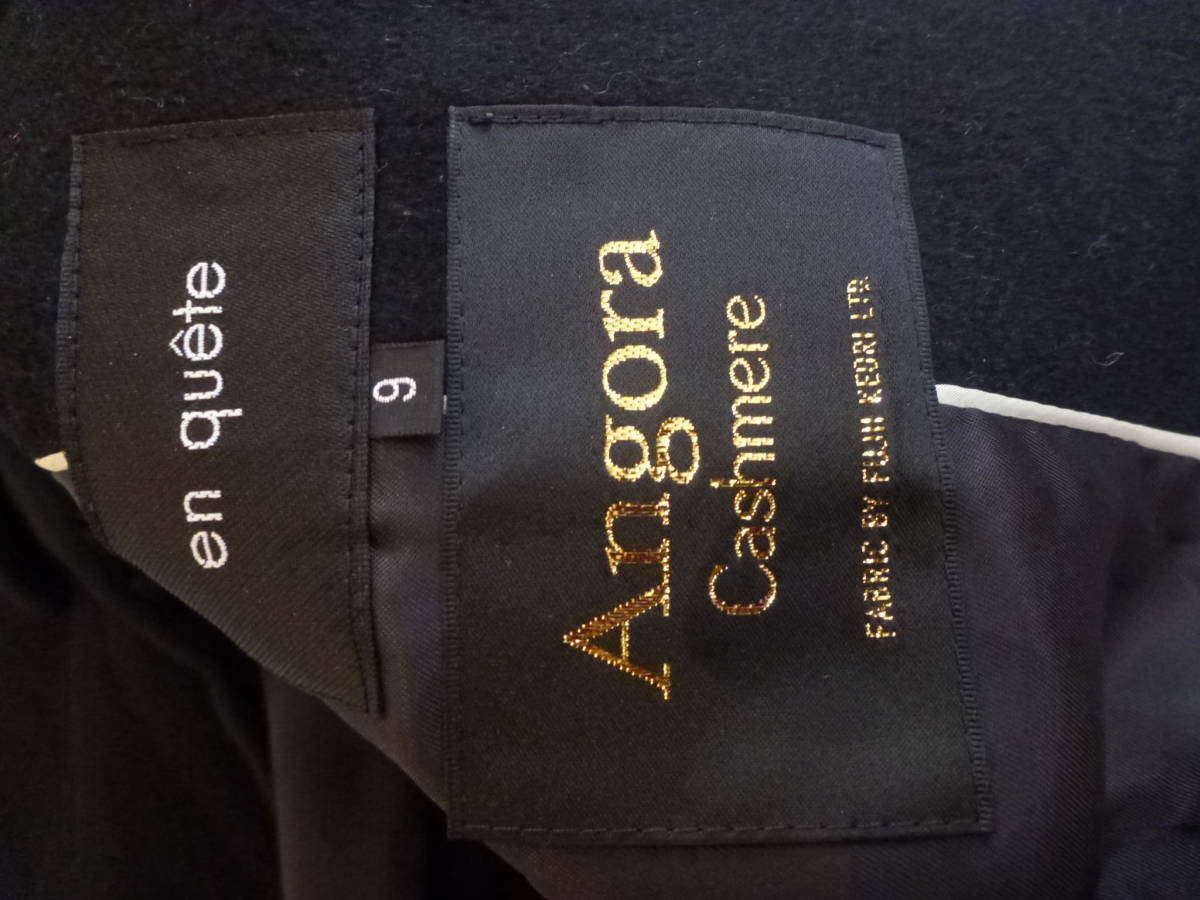 en quête
9
Angora
Cashmere
FABRIC BY FUJII KEORI LTD.